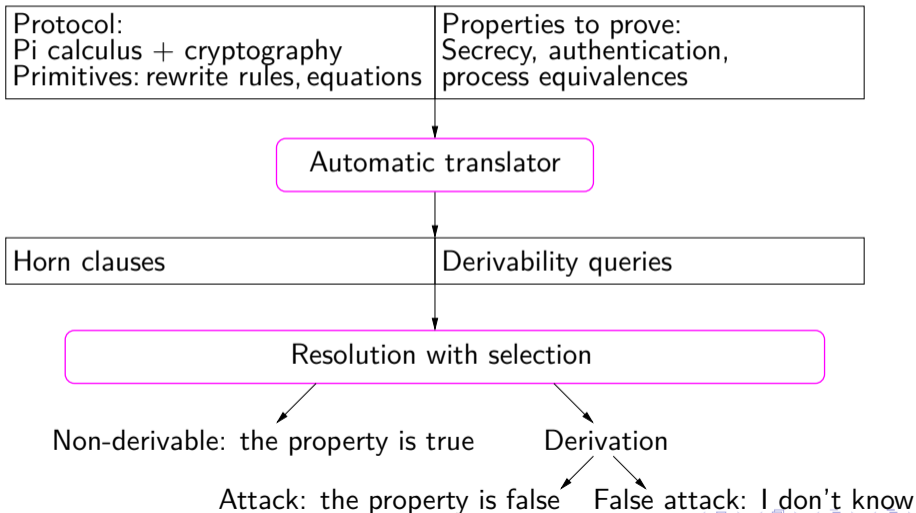 Protocol:
Pi calculus + cryptography
Primitives: rewrite rules, equations
Properties to prove:
Secrecy, authentication,
process equivalences
Automatic translator
Horn clauses
Derivability queries
Resolution with selection
Non-derivable: the property is true
Derivation
Attack: the property is false
False attack: I don't know